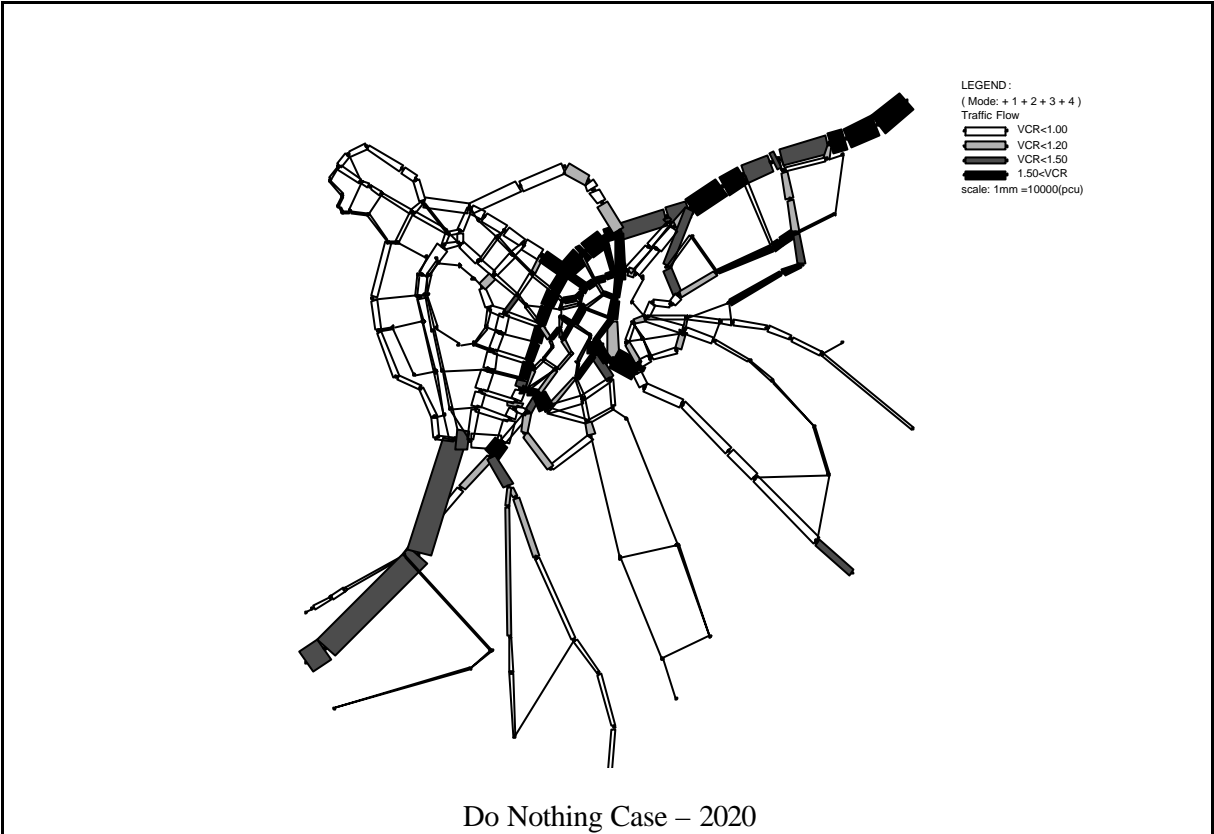 LEGEND :
( Mode: + 1 + 2 + 3 + 4 )
Traffic Flow
VCR<1.00
VCR<1.20
VCR<1.50
1.50<VCR
scale: 1mm =10000(pcu)
Do Nothing Case – 2020